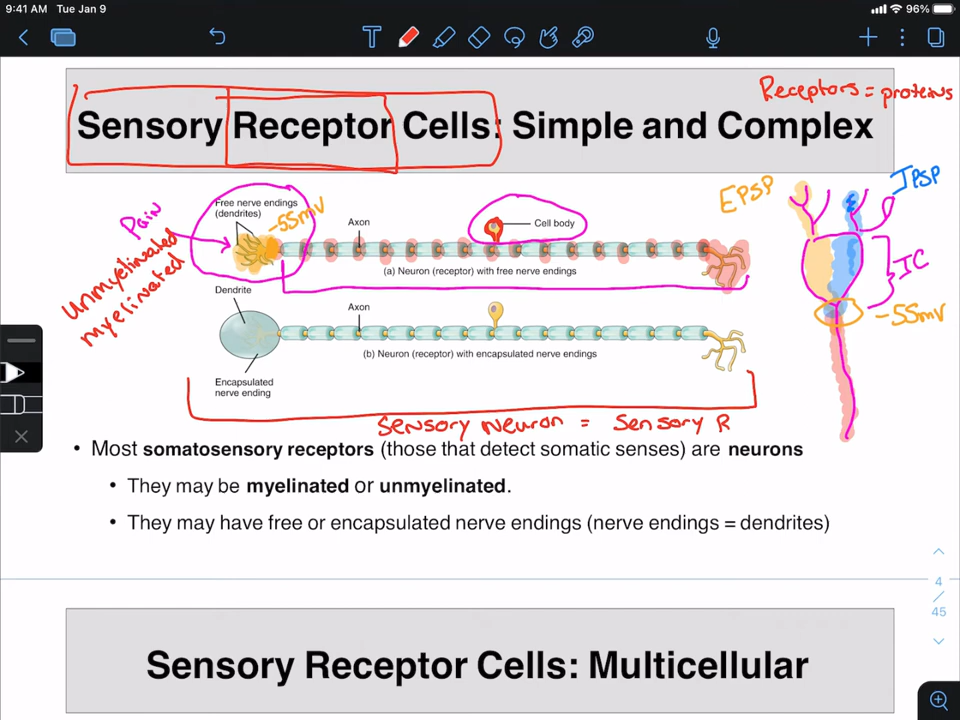 9:41 AM Tue Jan 9
96%
T
Sensory Receptor Cells: Simple and Complex
Receptors = proteins
Pain
unmyelinated
myelinated
Free nerve endings
(dendrites)
-55mV
Axon
Cell body
(a) Neuron (receptor) with free nerve endings
Dendrite
Axon
(b) Neuron (receptor) with encapsulated nerve endings
Encapsulated
nerve ending
Sensory Neuron = Sensory R
EPSP
IPSP
IC
-55mV
• Most somatosensory receptors (those that detect somatic senses) are neurons
• They may be myelinated or unmyelinated.
• They may have free or encapsulated nerve endings (nerve endings = dendrites)
4
/
45
Sensory Receptor Cells: Multicellular